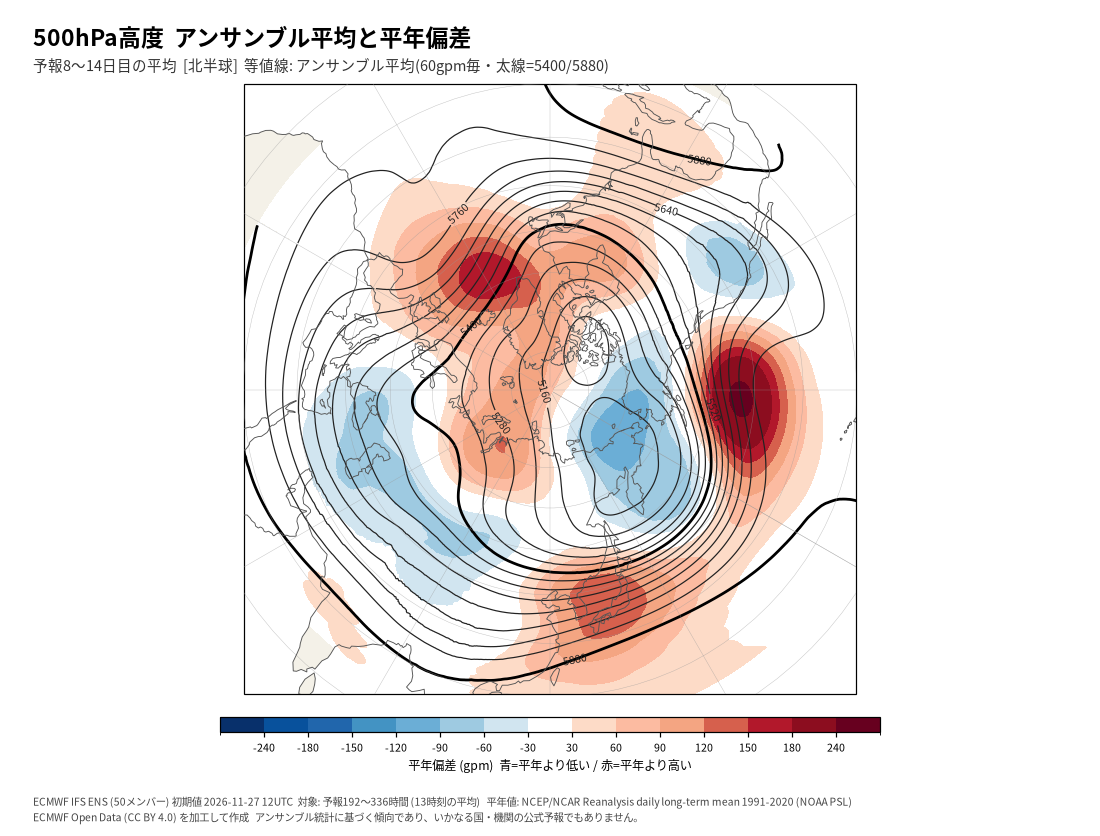 500hPa高度 アンサンブル平均と平年偏差
予報8～14日目の平均 [北半球] 等値線: アンサンブル平均(60gpm毎・太線=5400/5880)
5880
5640
5760
5400
5160
5280
5520
5880
-240 -180 -150 -120 -90 -60 -30 30 60 90 120 150 180 240
平年偏差 (gpm) 青=平年より低い / 赤=平年より高い
ECMWF IFS ENS (50メンバー) 初期値 2026-11-27 12UTC 対象: 予報192～336時間 (13時刻の平均) 平年値: NCEP/NCAR Reanalysis daily long-term mean 1991-2020 (NOAA PSL)
ECMWF Open Data (CC BY 4.0) を加工して作成 アンサンブル統計に基づく傾向であり、いかなる国・機関の公式予報でもありません。